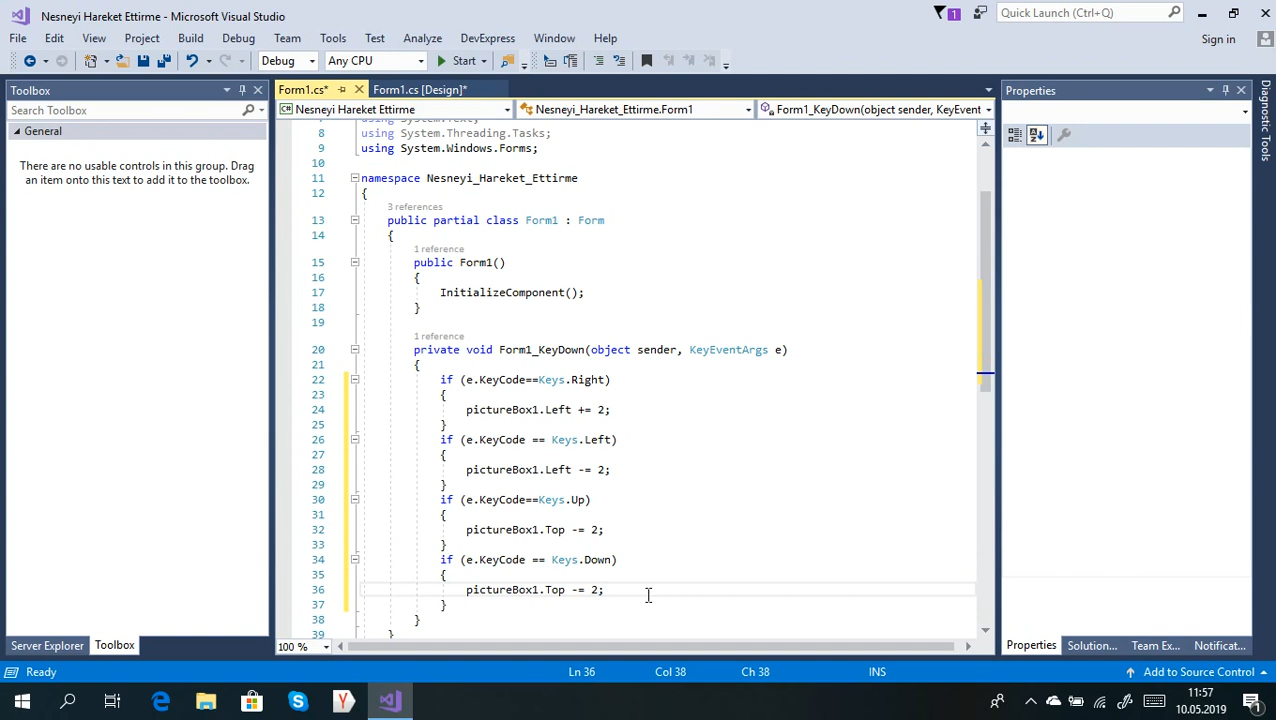 Nesneyi Hareket Ettirme - Microsoft Visual Studio
1
Quick Launch (Ctrl+Q)
File Edit View Project Build Debug Team Tools Test Analyze DevExpress Window Help
Sign in
Debug Any CPU Start
Toolbox
Form1.cs* Form1.cs [Design]*
Properties
Search Toolbox
Nesneyi Hareket Ettirme Nesneyi_Hareket_Ettirme.Form1 Form1_KeyDown(object sender, KeyEvent
General
There are no usable controls in this group. Drag
an item onto this text to add it to the toolbox.
7 using System.Text;
8 using System.Threading.Tasks;
9 using System.Windows.Forms;
10
11 namespace Nesneyi_Hareket_Ettirme
12 {
3 references
13 public partial class Form1 : Form
14 {
1 reference
15 public Form1()
16 {
17 InitializeComponent();
18 }
19
1 reference
20 private void Form1_KeyDown(object sender, KeyEventArgs e)
21 {
22 if (e.KeyCode==Keys.Right)
23 {
24 pictureBox1.Left += 2;
25 }
26 if (e.KeyCode == Keys.Left)
27 {
28 pictureBox1.Left -= 2;
29 }
30 if (e.KeyCode==Keys.Up)
31 {
32 pictureBox1.Top -= 2;
33 }
34 if (e.KeyCode == Keys.Down)
35 {
36 pictureBox1.Top -= 2;
37 }
38 }
39 }
Diagnostic Tools
Server Explorer Toolbox
100 %
Properties Solution... Team Ex... Notificat...
Ready Ln 36 Col 38 Ch 38 INS Add to Source Control
11:57
10.05.2019
1